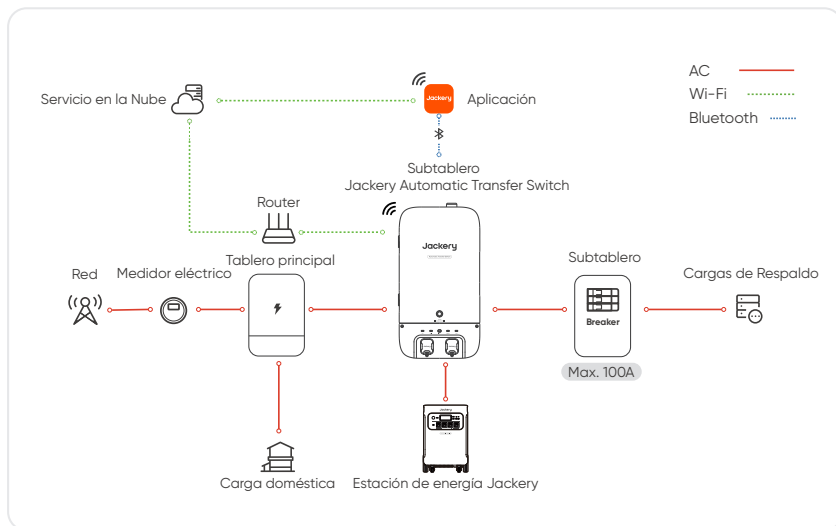 AC
Wi-Fi
Bluetooth
Servicio en la Nube
Jackery
Aplicación
Subtablero
Jackery Automatic Transfer Switch
Router
Jackery
Tablero principal
Red
Medidor eléctrico
Subtablero
Cargas de Respaldo
Breaker
Max. 100A
Jackery
Carga doméstica
Estación de energía Jackery